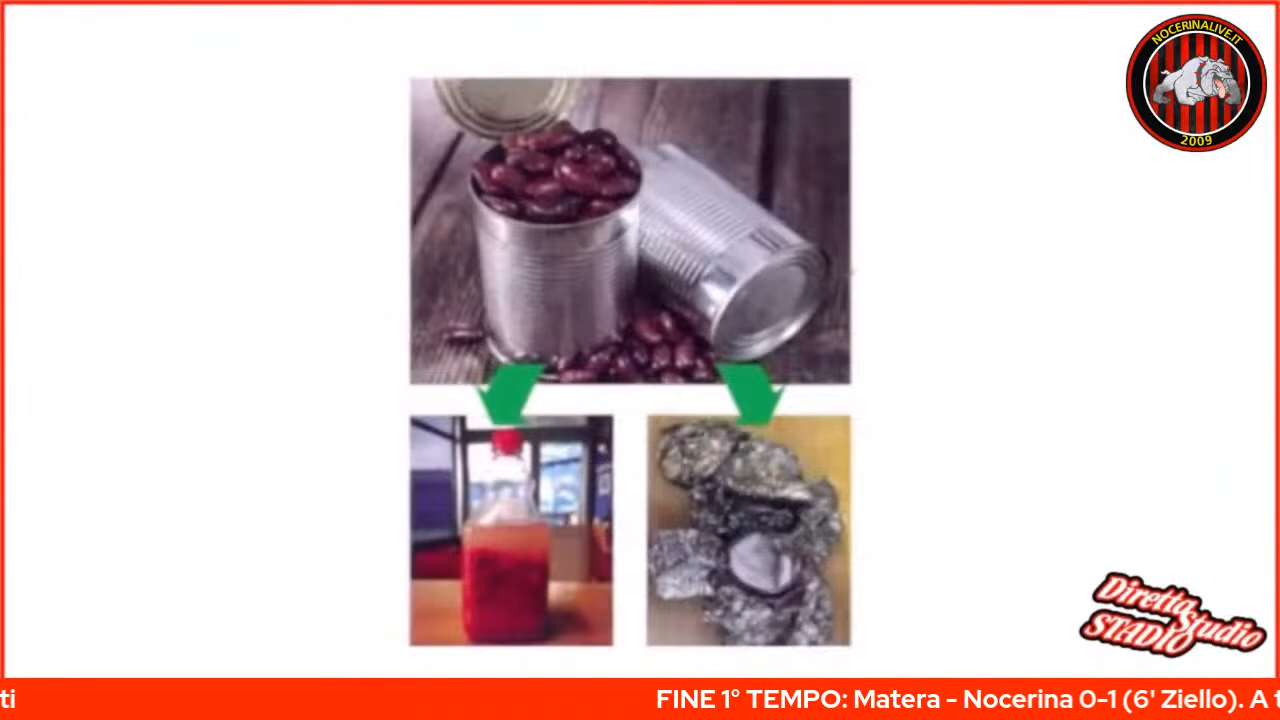 NOCERINALIVE.IT
2009
Diretta Studio
STADIO
ti
FINE 1° TEMPO: Matera - Nocerina 0-1 (6' Ziello). A t